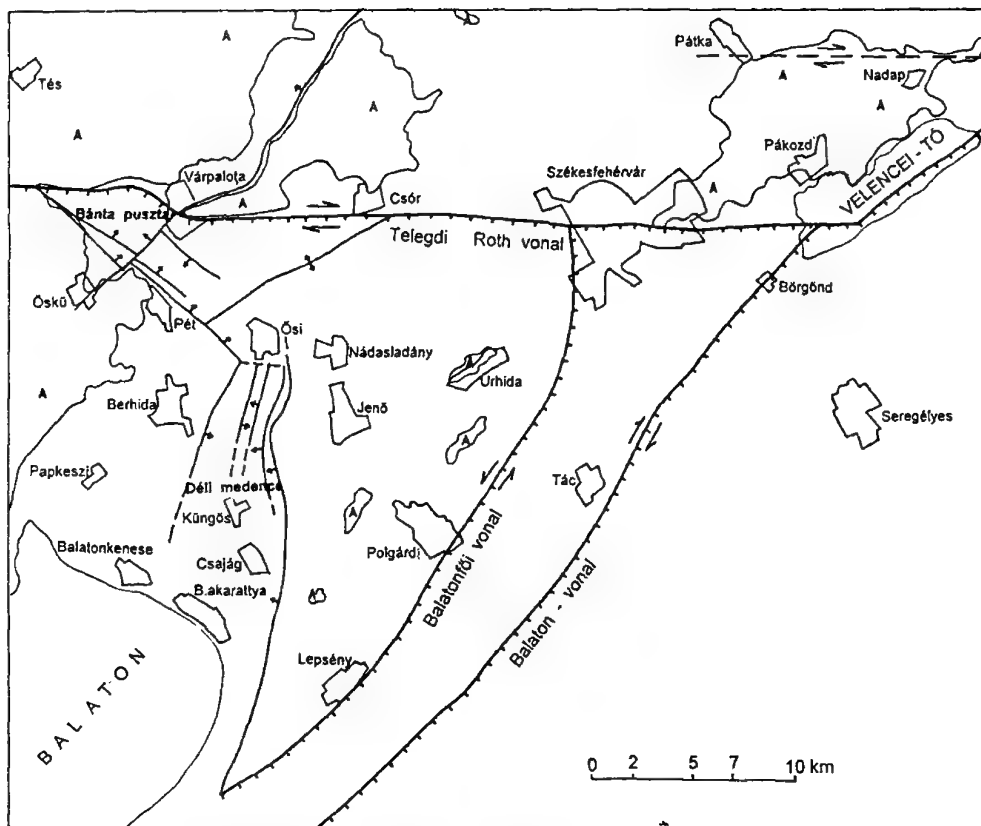 A
Pátka
A
Tés
A
A
Nadap
A
A
A
Pákozd
Várpalota
Székesfehérvár
VELENCEI - TÓ
A
A
Csór
Bánta puszta
Telegdi Roth vonal
Öskü
Börgönd
Pét
Ösi
Nádasladány
A
Urhida
A
Berhida
Jenő
Seregélyes
A
Papkeszi
Déli medence
Tác
Küngös
A
Polgárdi
Balatonkenese
Csajág
B.akarattya
A
Balatonfői vonal
Balaton - vonal
Lepsény
BALATON
0 2 5 7 10 km